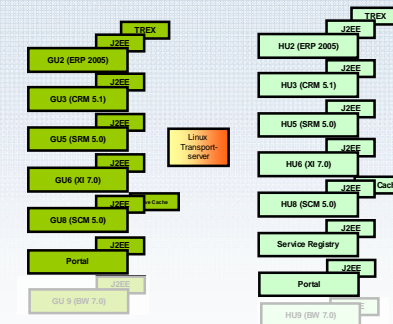 TREX
J2EE
GU2 (ERP 2005)
J2EE
GU3 (CRM 5.1)
J2EE
GU5 (SRM 5.0)
J2EE
GU6 (XI 7.0)
J2EE
Cache
GU8 (SCM 5.0)
J2EE
Portal
J2EE
GU 9 (BW 7.0)
Linux
Transport-
server
TREX
J2EE
HU2 (ERP 2005)
J2EE
HU3 (CRM 5.1)
J2EE
HU5 (SRM 5.0)
J2EE
HU6 (XI 7.0)
J2EE
HU8 (SCM 5.0)
J2EE
Service Registry
J2EE
Portal
HU9 (BW 7.0)